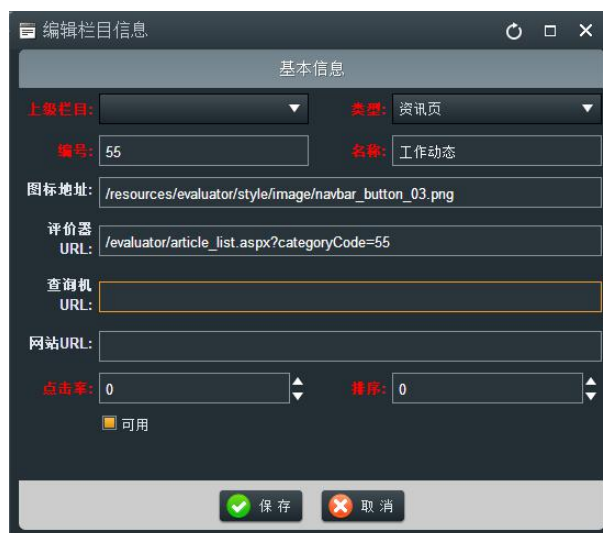 编辑栏目信息
基本信息
上级栏目: 类型: 资讯页
编号: 55 名称: 工作动态
图标地址: /resources/evaluator/style/image/navbar_button_03.png
评价器
URL: /evaluator/article_list.aspx?categoryCode=55
查询机
URL:
网站URL:
点击率: 0 排序: 0
可用
保存 取消